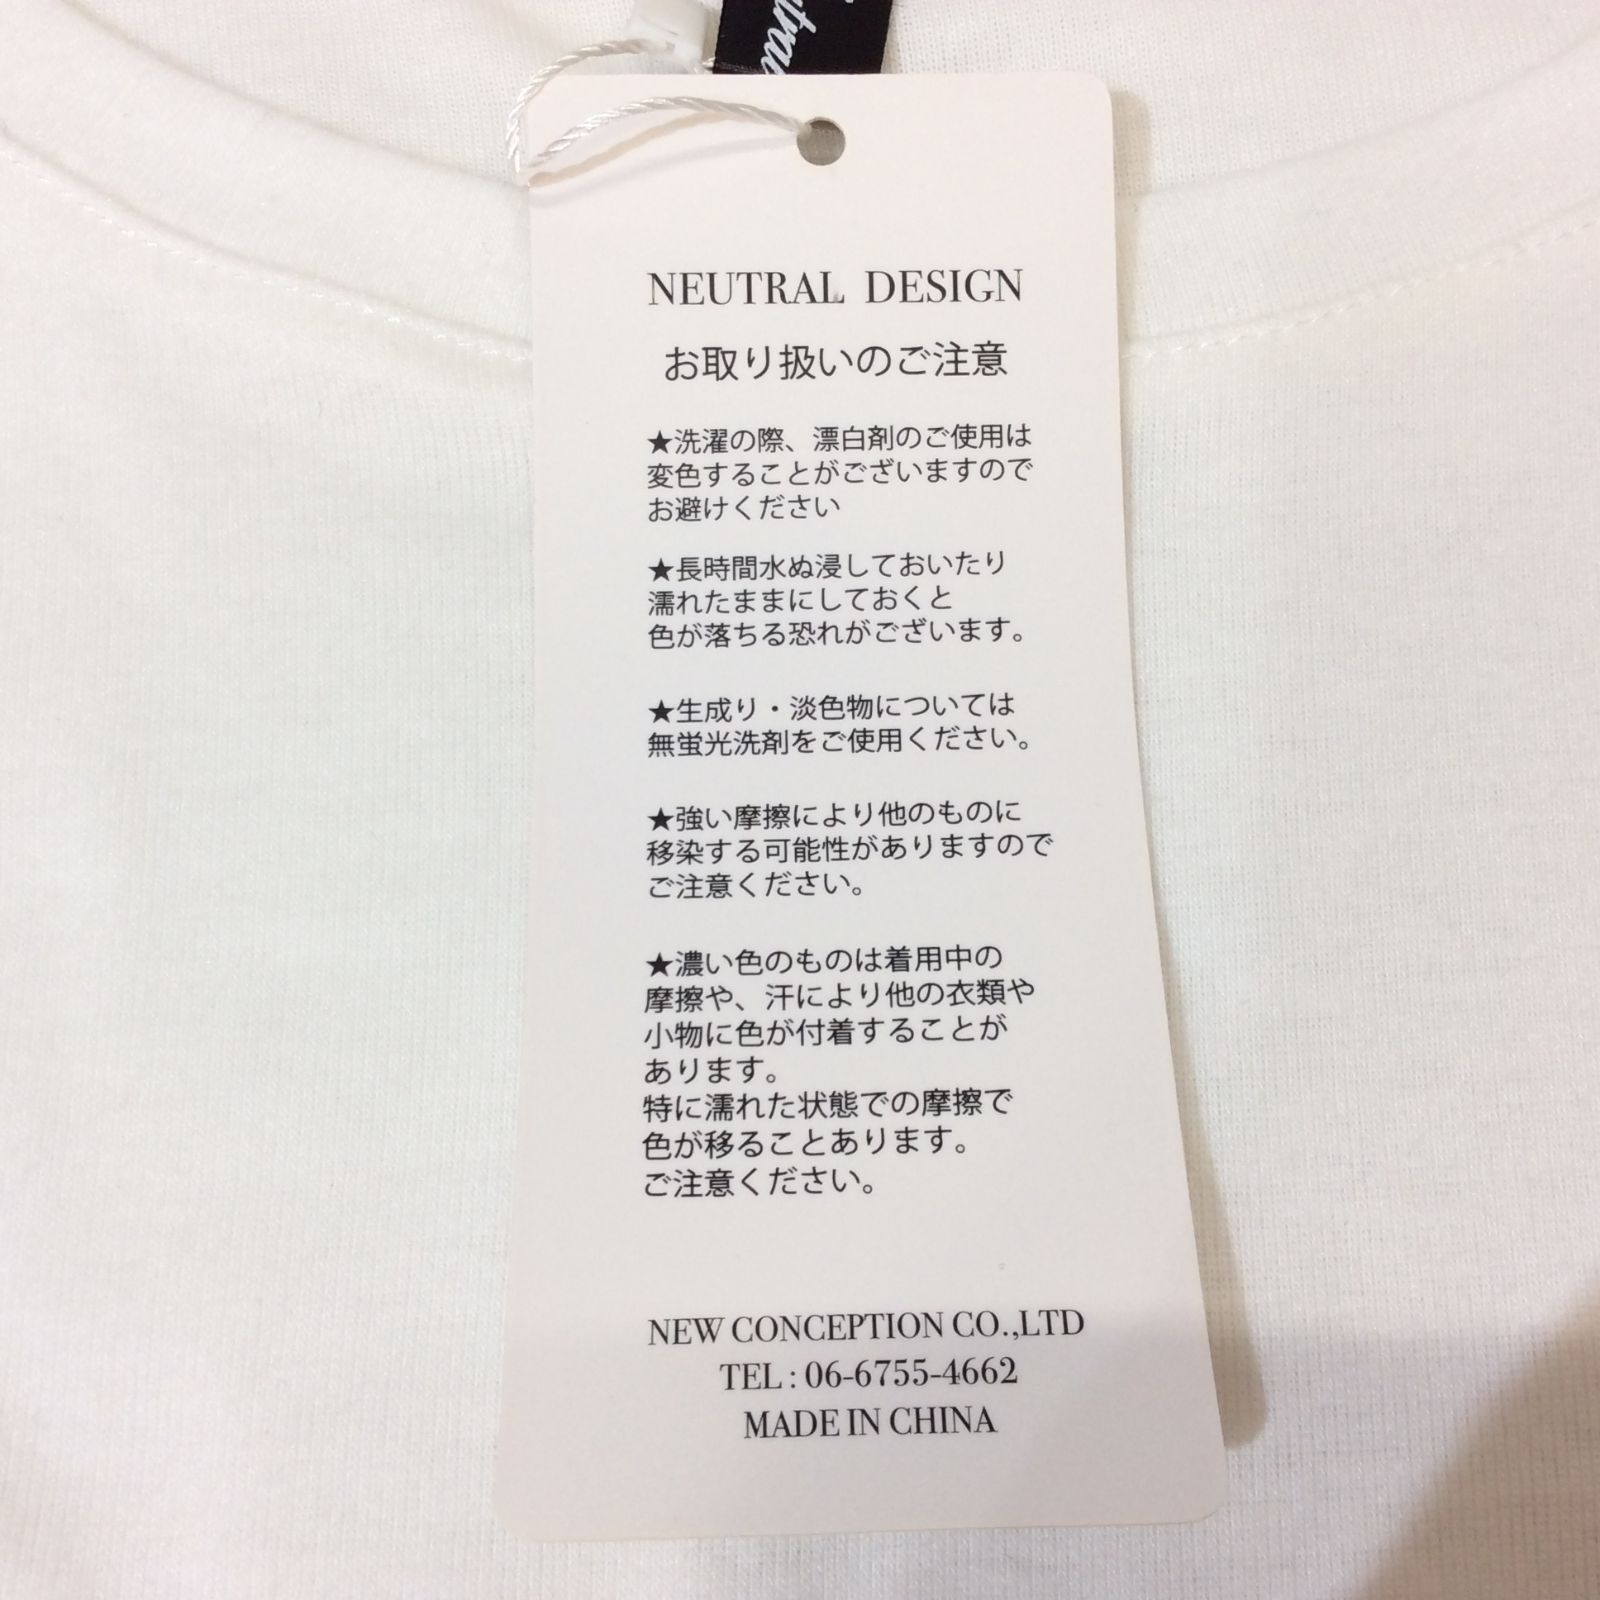 NEUTRAL DESIGN
お取り扱いのご注意
★洗濯の際、漂白剤のご使用は
変色することがございますので
お避けください
★長時間水ぬ浸しておいたり
濡れたままにしておくと
色が落ちる恐れがございます。
★生成り・淡色物については
無蛍光洗剤をご使用ください。
★強い摩擦により他のものに
移染する可能性がありますので
ご注意ください。
★濃い色のものは着用中の
摩擦や、汗により他の衣類や
小物に色が付着することが
あります。
特に濡れた状態での摩擦で
色が移ることあります。
ご注意ください。
NEW CONCEPTION CO.,LTD
TEL : 06-6755-4662
MADE IN CHINA